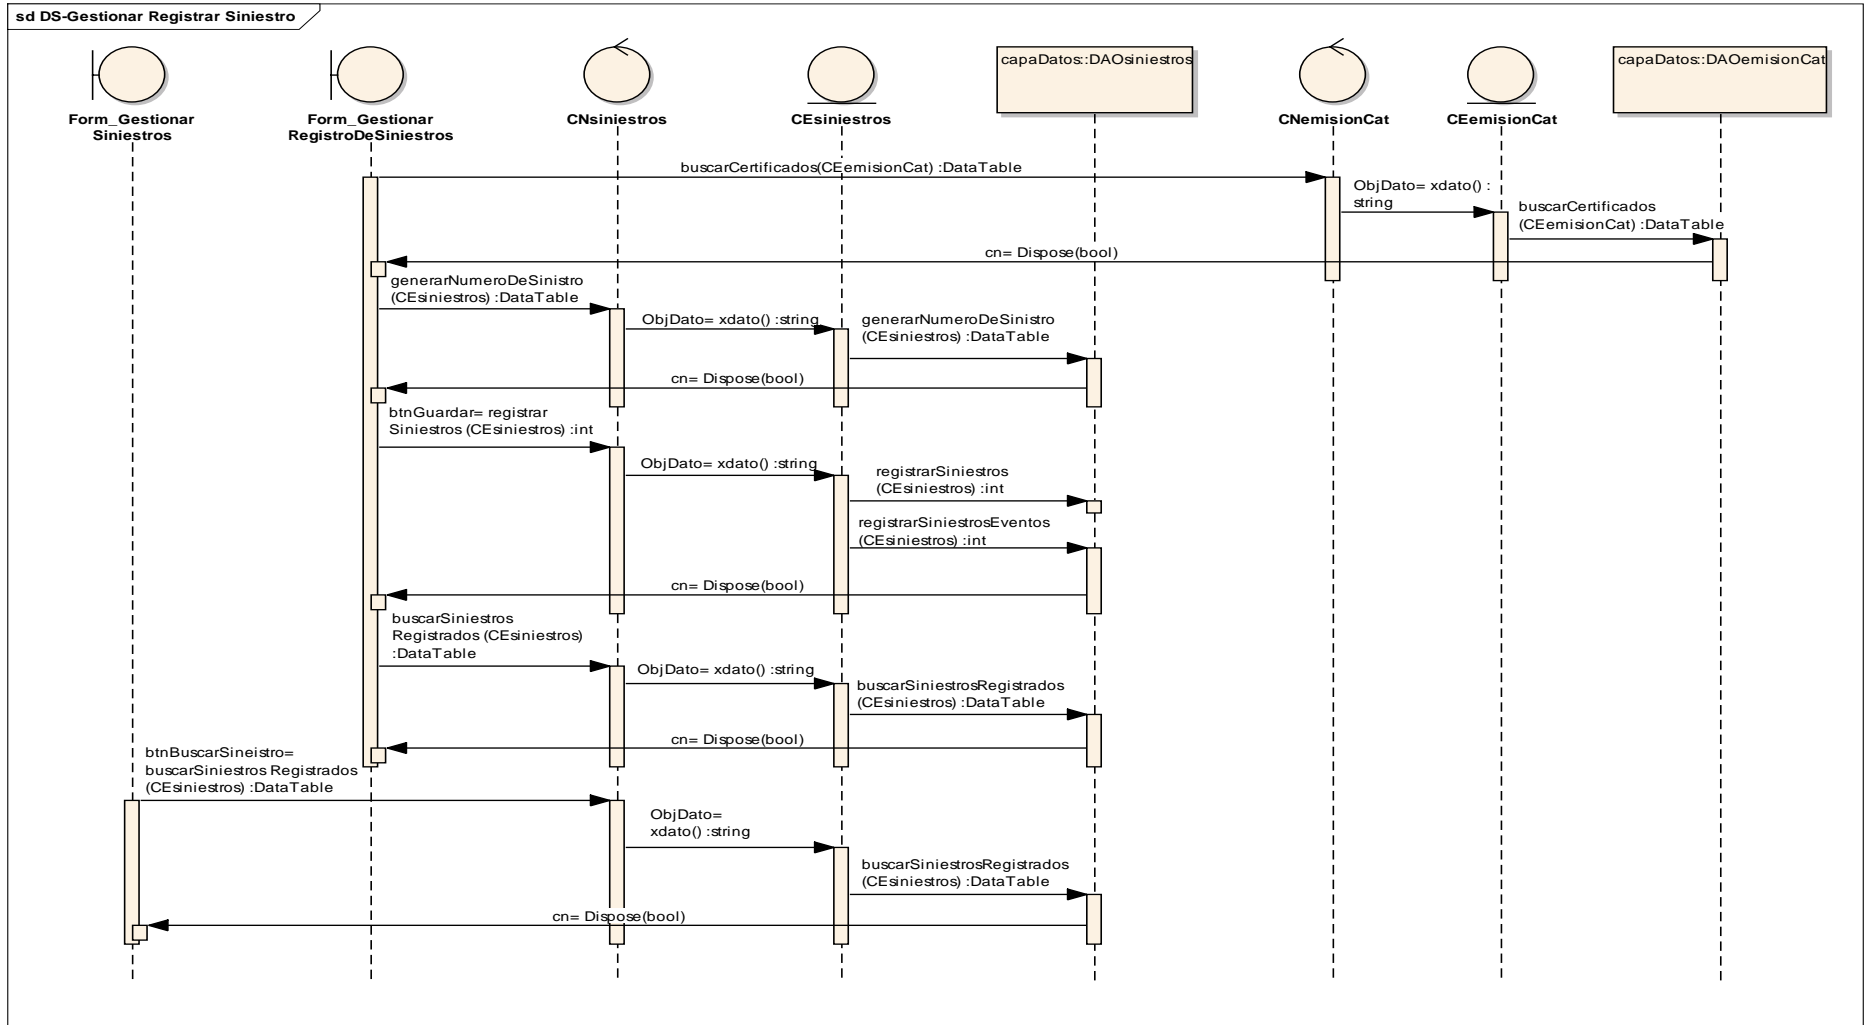 sd DS-Gestionar Registrar Siniestro
Form_Gestionar
Siniestros
Form_Gestionar
RegistroDeSiniestros
CNsiniestros
CEsiniestros
capaDatos::DAOsiniestros
CNemisionCat
CEemisionCat
capaDatos::DAOemisionCat
buscarCertificados(CEemisionCat) :DataTable
ObjDato= xdato() :
string
buscarCertificados
(CEemisionCat) :DataTable
cn= Dispose(bool)
generarNumeroDeSinistro
(CEsiniestros) :DataTable
ObjDato= xdato() :string
generarNumeroDeSinistro
(CEsiniestros) :DataTable
cn= Dispose(bool)
btnGuardar= registrar
Siniestros (CEsiniestros) :int
ObjDato= xdato() :string
registrarSiniestros
(CEsiniestros) :int
registrarSiniestrosEventos
(CEsiniestros) :int
cn= Dispose(bool)
buscarSiniestros
Registrados (CEsiniestros)
:DataTable
ObjDato= xdato() :string
buscarSiniestrosRegistrados
(CEsiniestros) :DataTable
cn= Dispose(bool)
btnBuscarSineistro=
buscarSiniestros Registrados
(CEsiniestros) :DataTable
ObjDato=
xdato() :string
buscarSiniestrosRegistrados
(CEsiniestros) :DataTable
cn= Dispose(bool)